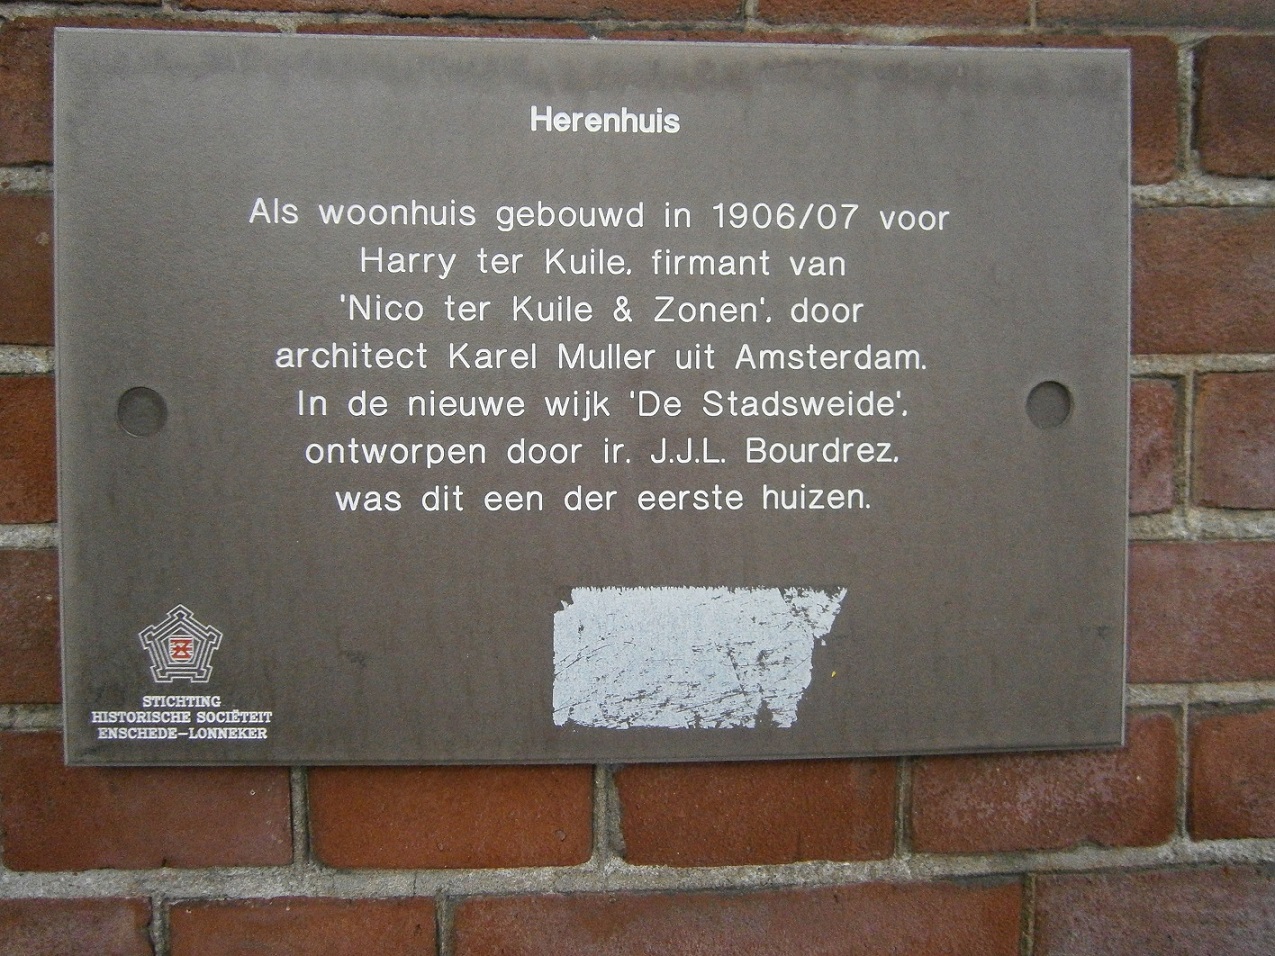 Herenhuis
Als woonhuis gebouwd in 1906/07 voor
Harry ter Kuile, firmant van
'Nico ter Kuile & Zonen', door
architect Karel Muller uit Amsterdam.
In de nieuwe wijk 'De Stadsweide',
ontworpen door ir. J.J.L. Bourdrez,
was dit een der eerste huizen.
STICHTING
HISTORISCHE SOCIËTEIT
ENSCHEDE-LONNEKER